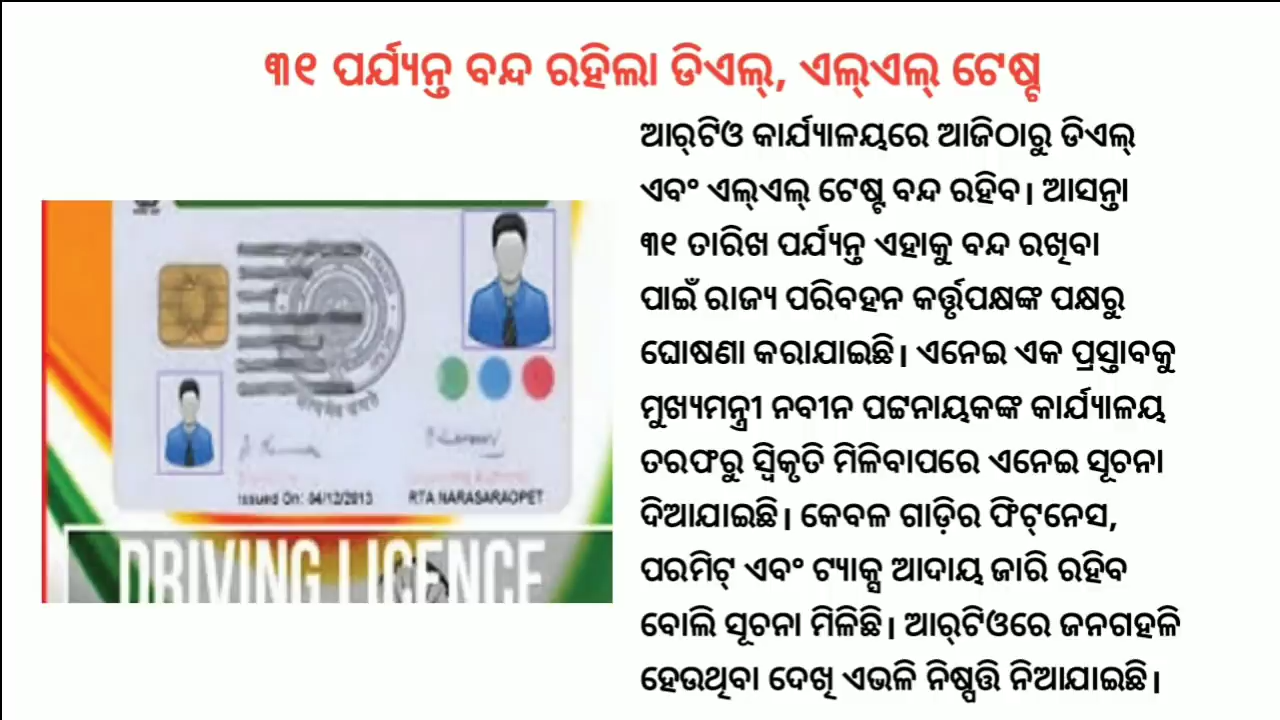 ୩୧ ପର୍ଯ୍ୟନ୍ତ ବନ୍ଦ ରହିଲା ଡିଏଲ୍, ଏଲ୍ଏଲ୍ ଟେଷ୍ଟ
ଆର୍‌ଟିଓ କାର୍ଯ୍ୟାଳୟରେ ଆଜିଠାରୁ ଡିଏଲ୍
ଏବଂ ଏଲ୍ଏଲ୍ ଟେଷ୍ଟ ବନ୍ଦ ରହିବ। ଆସନ୍ତା
୩୧ ତାରିଖ ପର୍ଯ୍ୟନ୍ତ ଏହାକୁ ବନ୍ଦ ରଖିବା
ପାଇଁ ରାଜ୍ୟ ପରିବହନ କର୍ତ୍ତୃପକ୍ଷଙ୍କ ପକ୍ଷରୁ
ଘୋଷଣା କରାଯାଇଛି। ଏନେଇ ଏକ ପ୍ରସ୍ତାବକୁ
ମୁଖ୍ୟମନ୍ତ୍ରୀ ନବୀନ ପଟ୍ଟନାୟକଙ୍କ କାର୍ଯ୍ୟାଳୟ
ତରଫରୁ ସ୍ୱିକୃତି ମିଳିବାପରେ ଏନେଇ ସୂଚନା
ଦିଆଯାଇଛି। କେବଳ ଗାଡ଼ିର ଫିଟ୍‌ନେସ,
ପରମିଟ୍ ଏବଂ ଟ୍ୟାକ୍ସ ଆଦାୟ ଜାରି ରହିବ
ବୋଲି ସୂଚନା ମିଳିଛି। ଆର୍‌ଟିଓରେ ଜନଗହଳି
ହେଉଥିବା ଦେଖି ଏଭଳି ନିଷ୍ପତ୍ତି ନିଆଯାଇଛି।
Issued On: 04/12/2013
RTA NARASARAOPET
DRIVING LICENCE